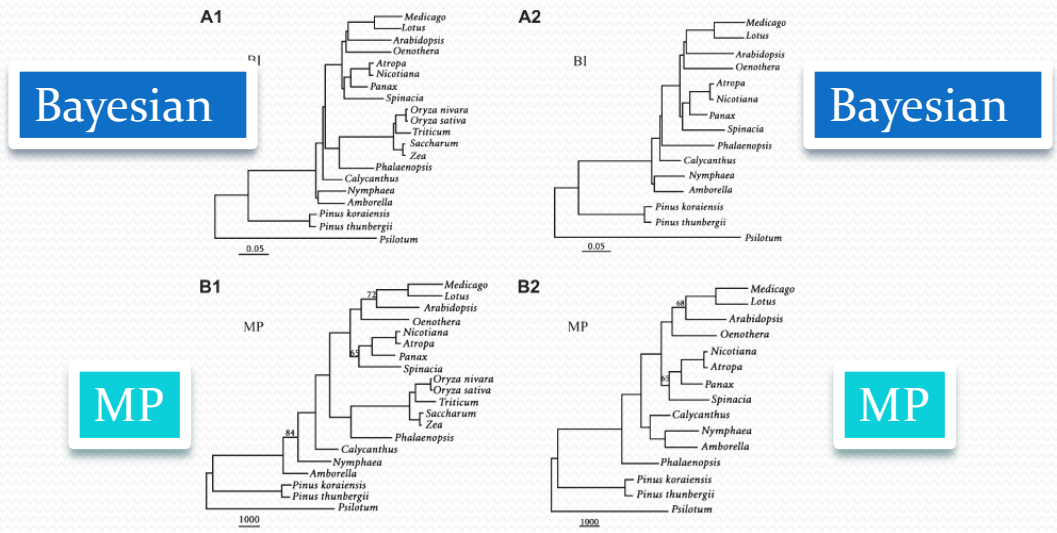 A1
BI
Medicago
Lotus
Arabidopsis
Oenothera
Atropa
Nicotiana
Panax
Spinacia
Oryza nivara
Oryza sativa
Triticum
Saccharum
Zea
Phalaenopsis
Calycanthus
Nymphaea
Amborella
Pinus koraiensis
Pinus thunbergii
Psilotum
0.05
Bayesian
A2
BI
Medicago
Lotus
Arabidopsis
Oenothera
Atropa
Nicotiana
Panax
Spinacia
Phalaenopsis
Calycanthus
Nymphaea
Amborella
Pinus koraiensis
Pinus thunbergii
Psilotum
0.05
Bayesian
B1
MP
Medicago
72
Lotus
Arabidopsis
Oenothera
Nicotiana
Atropa
65
Panax
Spinacia
Oryza nivara
Oryza sativa
Triticum
Saccharum
Zea
Phalaenopsis
84
Calycanthus
Nymphaea
Amborella
Pinus koraiensis
Pinus thunbergii
Psilotum
1000
MP
B2
MP
Medicago
68
Lotus
Arabidopsis
Oenothera
Nicotiana
Atropa
65
Panax
Spinacia
Calycanthus
Nymphaea
Amborella
Phalaenopsis
Pinus koraiensis
Pinus thunbergii
Psilotum
1000
MP